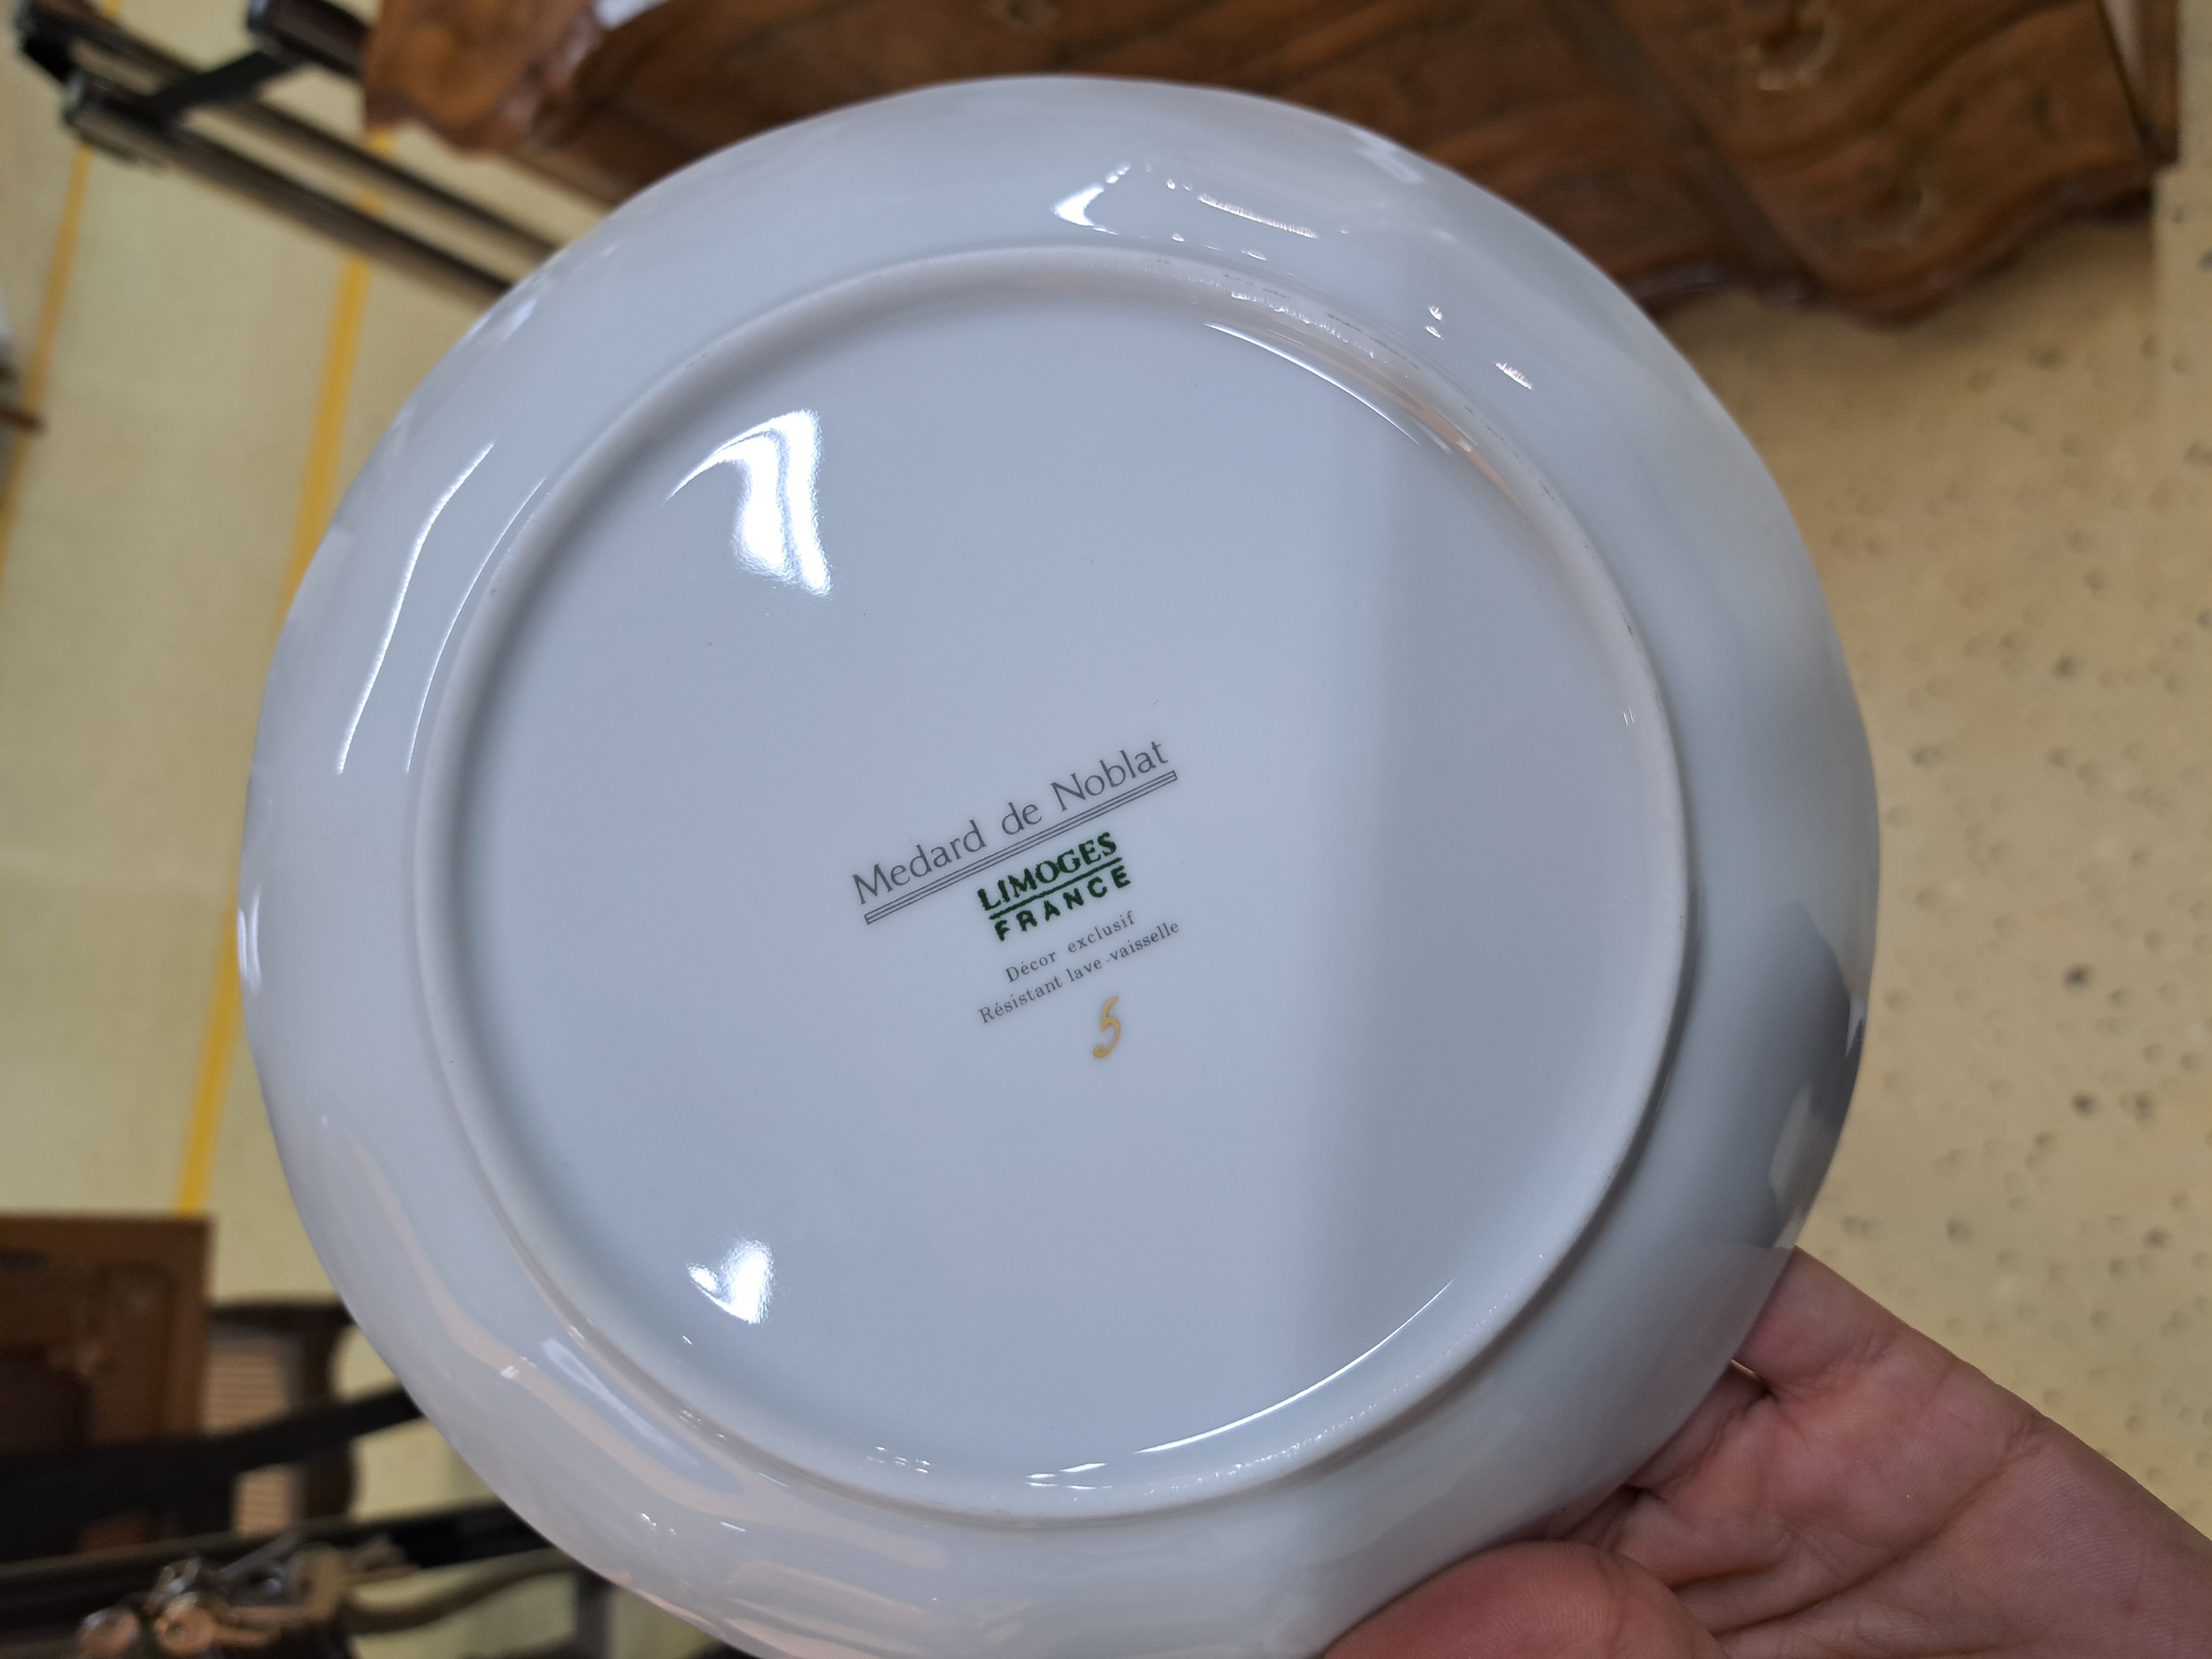 Medard de Noblat
LIMOGES
FRANCE
Décor exclusif
Résistant lave-vaisselle
5